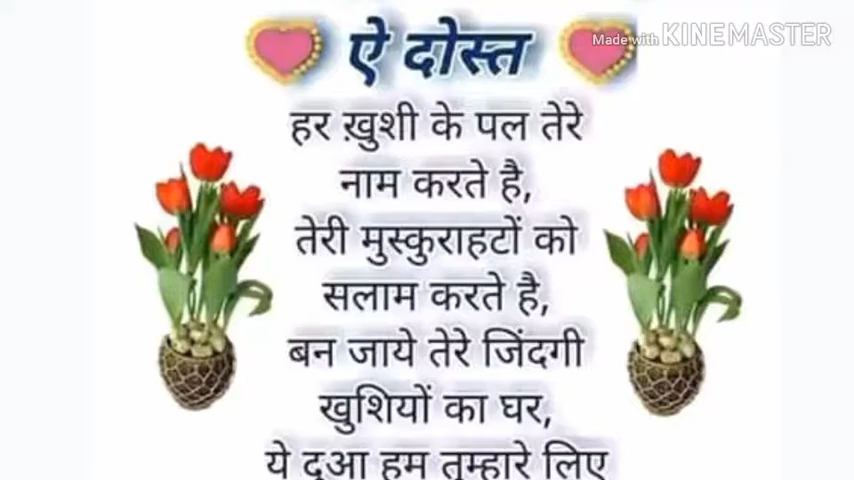 Made with KINEMASTER
ऐ दोस्त
हर ख़ुशी के पल तेरे
नाम करते है,
तेरी मुस्कुराहटों को
सलाम करते है,
बन जाये तेरे जिंदगी
खुशियों का घर,
ये दुआ हम तुम्हारे लिए